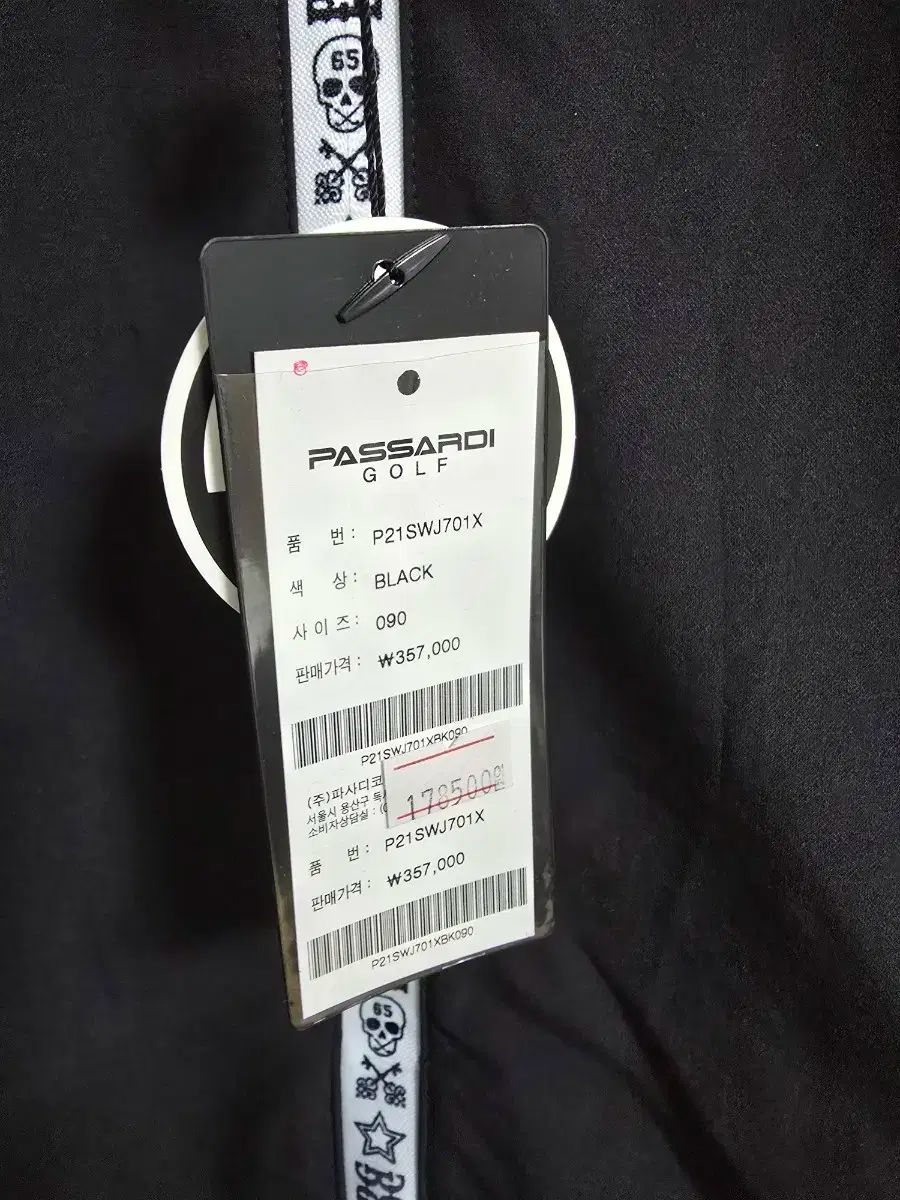 65
PASSARDI
GOLF
품 번 : P21SWJ701X
색 상 : BLACK
사 이 즈 : 090
판매가격 : ₩357,000
P21SWJ701XBK090
(주)파사디코
178500원
서울시 용산구
소비자상담실 :
품 번 : P21SWJ701X
판매가격 : ₩357,000
P21SWJ701XBK090
65